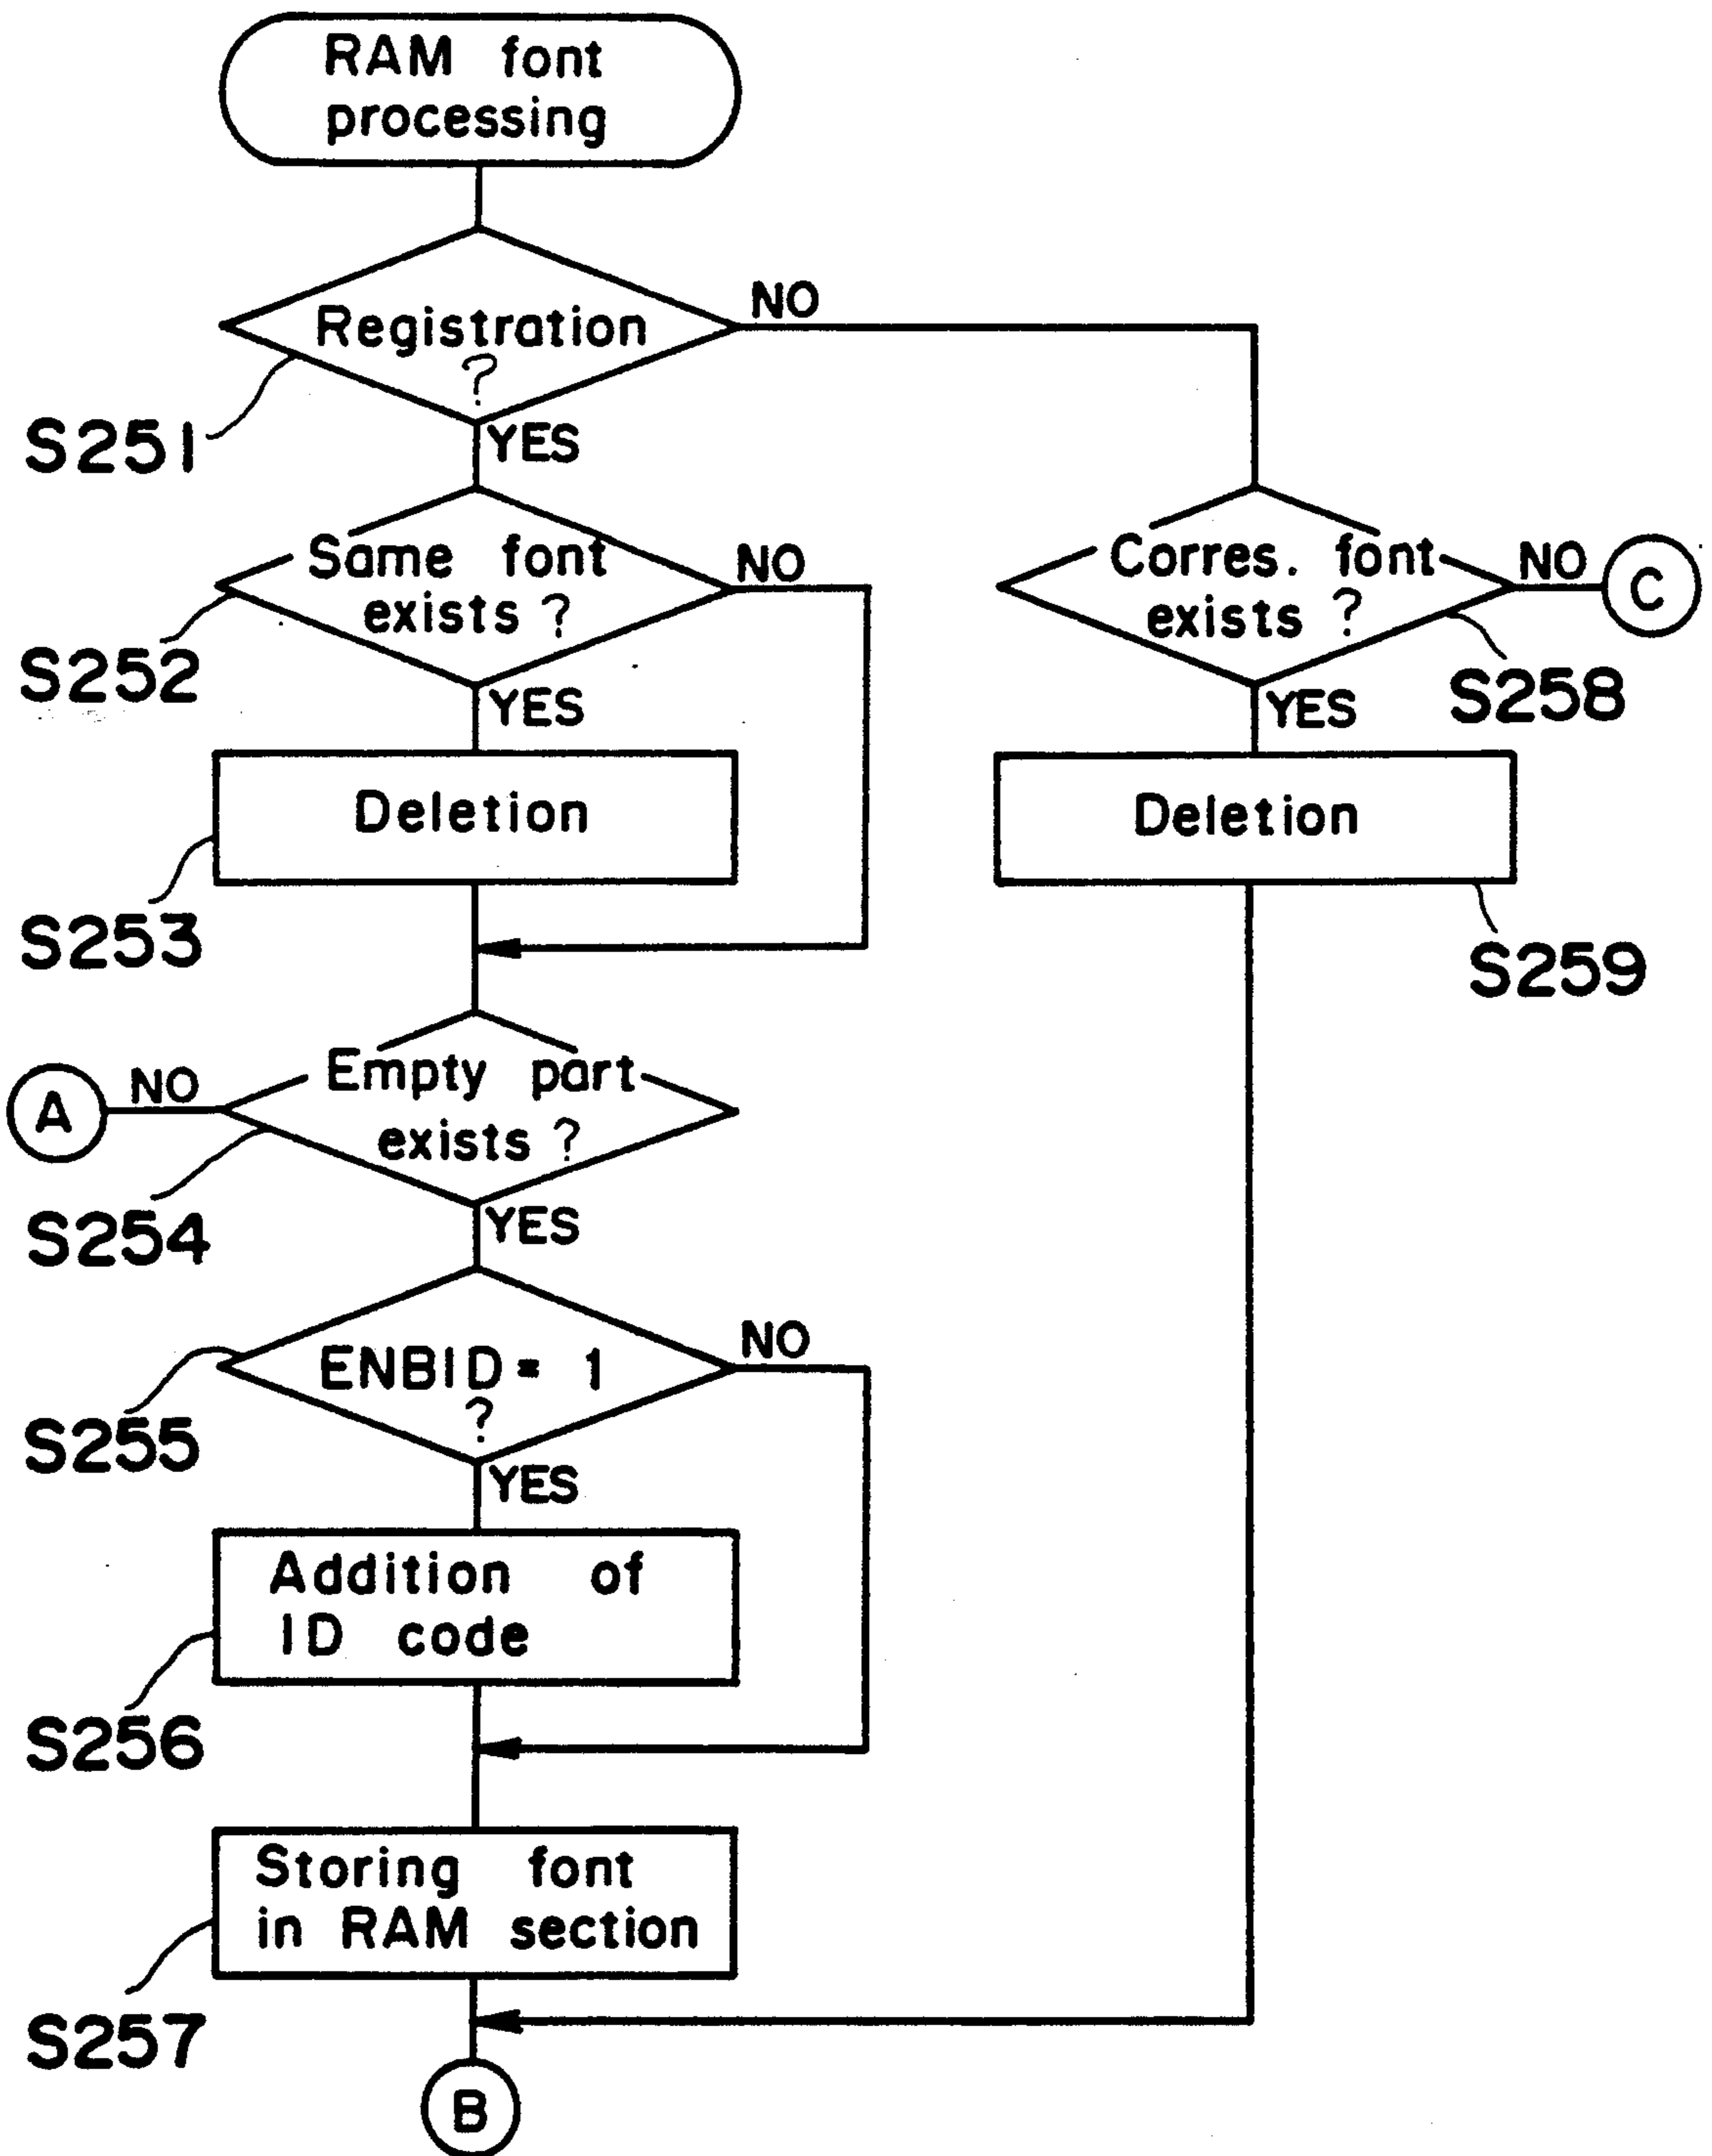 RAM font
processing
Registration
?
NO
S251
YES
Same font
exists ?
NO
Corres. font
exists ?
NO
C
S252
YES
S258
YES
Deletion
Deletion
S253
S259
Empty part
exists ?
NO
A
S254
YES
ENBID = 1
?
NO
S255
YES
Addition of
ID code
S256
Storing font
in RAM section
S257
B